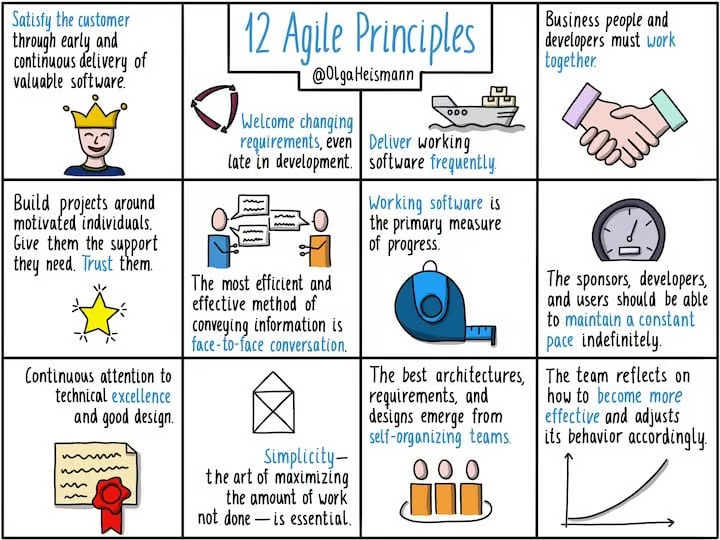 12 Agile Principles
@OlgaHeismann
Satisfy the customer
through early and
continuous delivery of
valuable software.
Welcome changing
requirements, even
late in development.
Deliver working
software frequently.
Business people and
developers must work
together.
Build projects around
motivated individuals.
Give them the support
they need. Trust them.
The most efficient and
effective method of
conveying information is
face-to-face conversation.
Working software is
the primary measure
of progress.
The sponsors, developers,
and users should be able
to maintain a constant
pace indefinitely.
Continuous attention to
technical excellence
and good design.
Simplicity—
the art of maximizing
the amount of work
not done — is essential.
The best architectures,
requirements, and
designs emerge from
self-organizing teams.
The team reflects on
how to become more
effective and adjusts
its behavior accordingly.